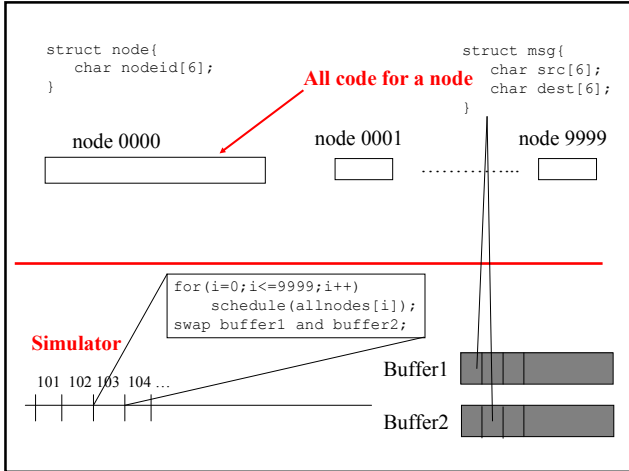 struct node{
char nodeid[6];
}
All code for a node
struct msg{
char src[6];
char dest[6];
}
node 0000
node 0001
node 9999
for(i=0;i<=9999;i++)
schedule(allnodes[i]);
swap buffer1 and buffer2;
Simulator
101 102 103 104 ...
Buffer1
Buffer2